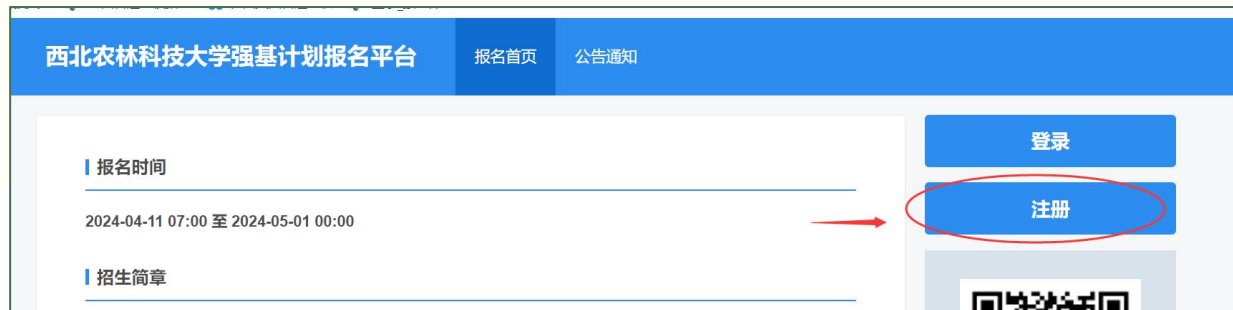 西北农林科技大学强基计划报名平台 报名首页 公告通知
登录
报名时间
注册
2024-04-11 07:00 至 2024-05-01 00:00
招生简章